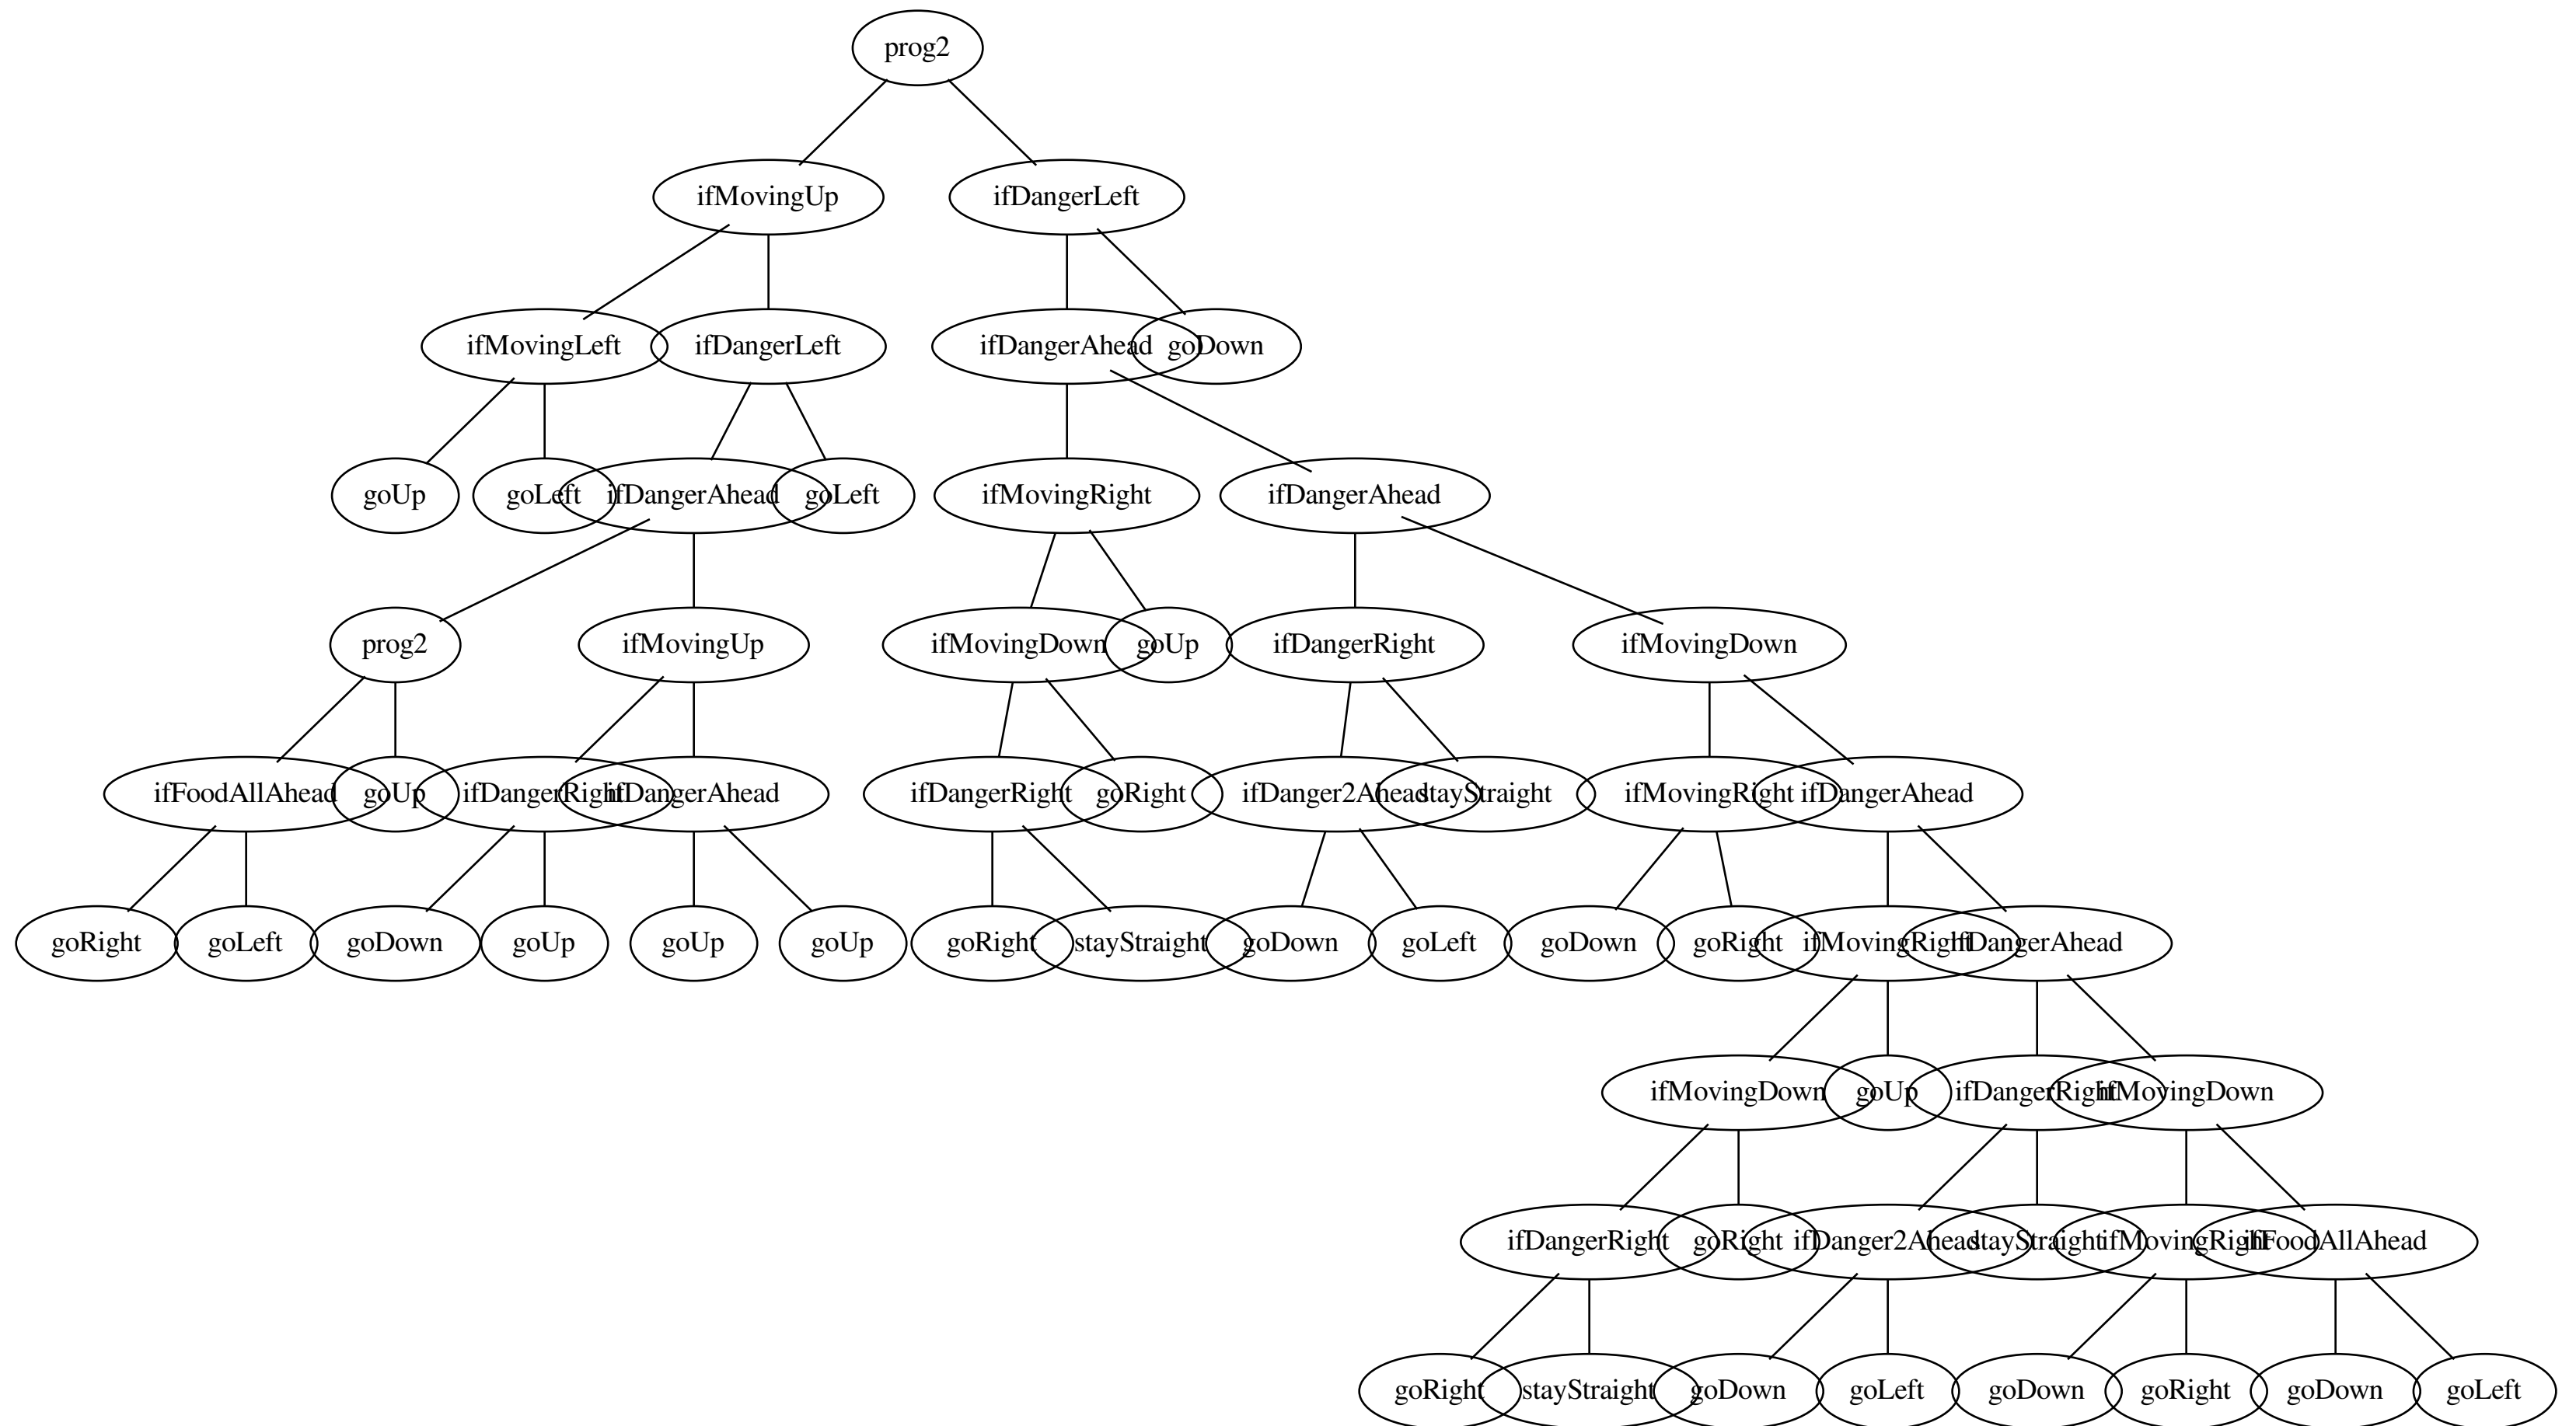 prog2
ifMovingUp ifDangerLeft
ifMovingLeft ifDangerLeft ifDangerAhead goDown
goUp goLeft ifDangerAhead goLeft ifMovingRight ifDangerAhead
prog2 ifMovingUp ifMovingDown goUp ifDangerRight ifMovingDown
ifFoodAllAhead goUp ifDangerRight ifDangerAhead ifDangerRight goRight ifDanger2Ahead stayStraight ifMovingRight ifDangerAhead
goRight goLeft goDown goUp goUp goUp goRight stayStraight goDown goLeft goDown goRight ifMovingRight ifDangerAhead
ifMovingDown goUp ifDangerRight ifMovingDown
ifDangerRight goRight ifDanger2Ahead stayStraight ifMovingRight ifFoodAllAhead
goRight stayStraight goDown goLeft goDown goRight goDown goLeft